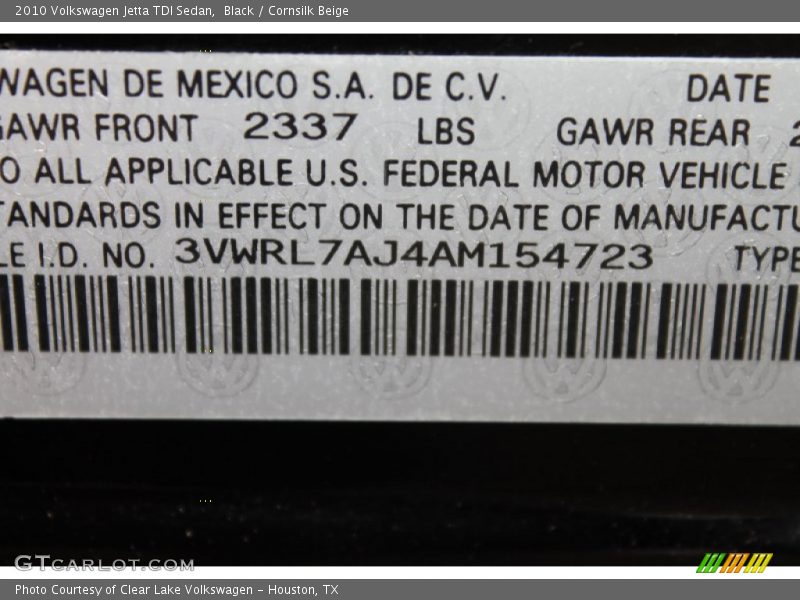 2010 Volkswagen Jetta TDI Sedan,  Black / Cornsilk Beige
WAGEN DE MEXICO S.A. DE C.V. DATE
GAWR FRONT 2337 LBS GAWR REAR 2
O ALL APPLICABLE U.S. FEDERAL MOTOR VEHICLE
TANDARDS IN EFFECT ON THE DATE OF MANUFACTU
LE I.D. NO. 3VWRL7AJ4AM154723 TYPE
GTCARLOT.COM
Photo Courtesy of Clear Lake Volkswagen – Houston, TX